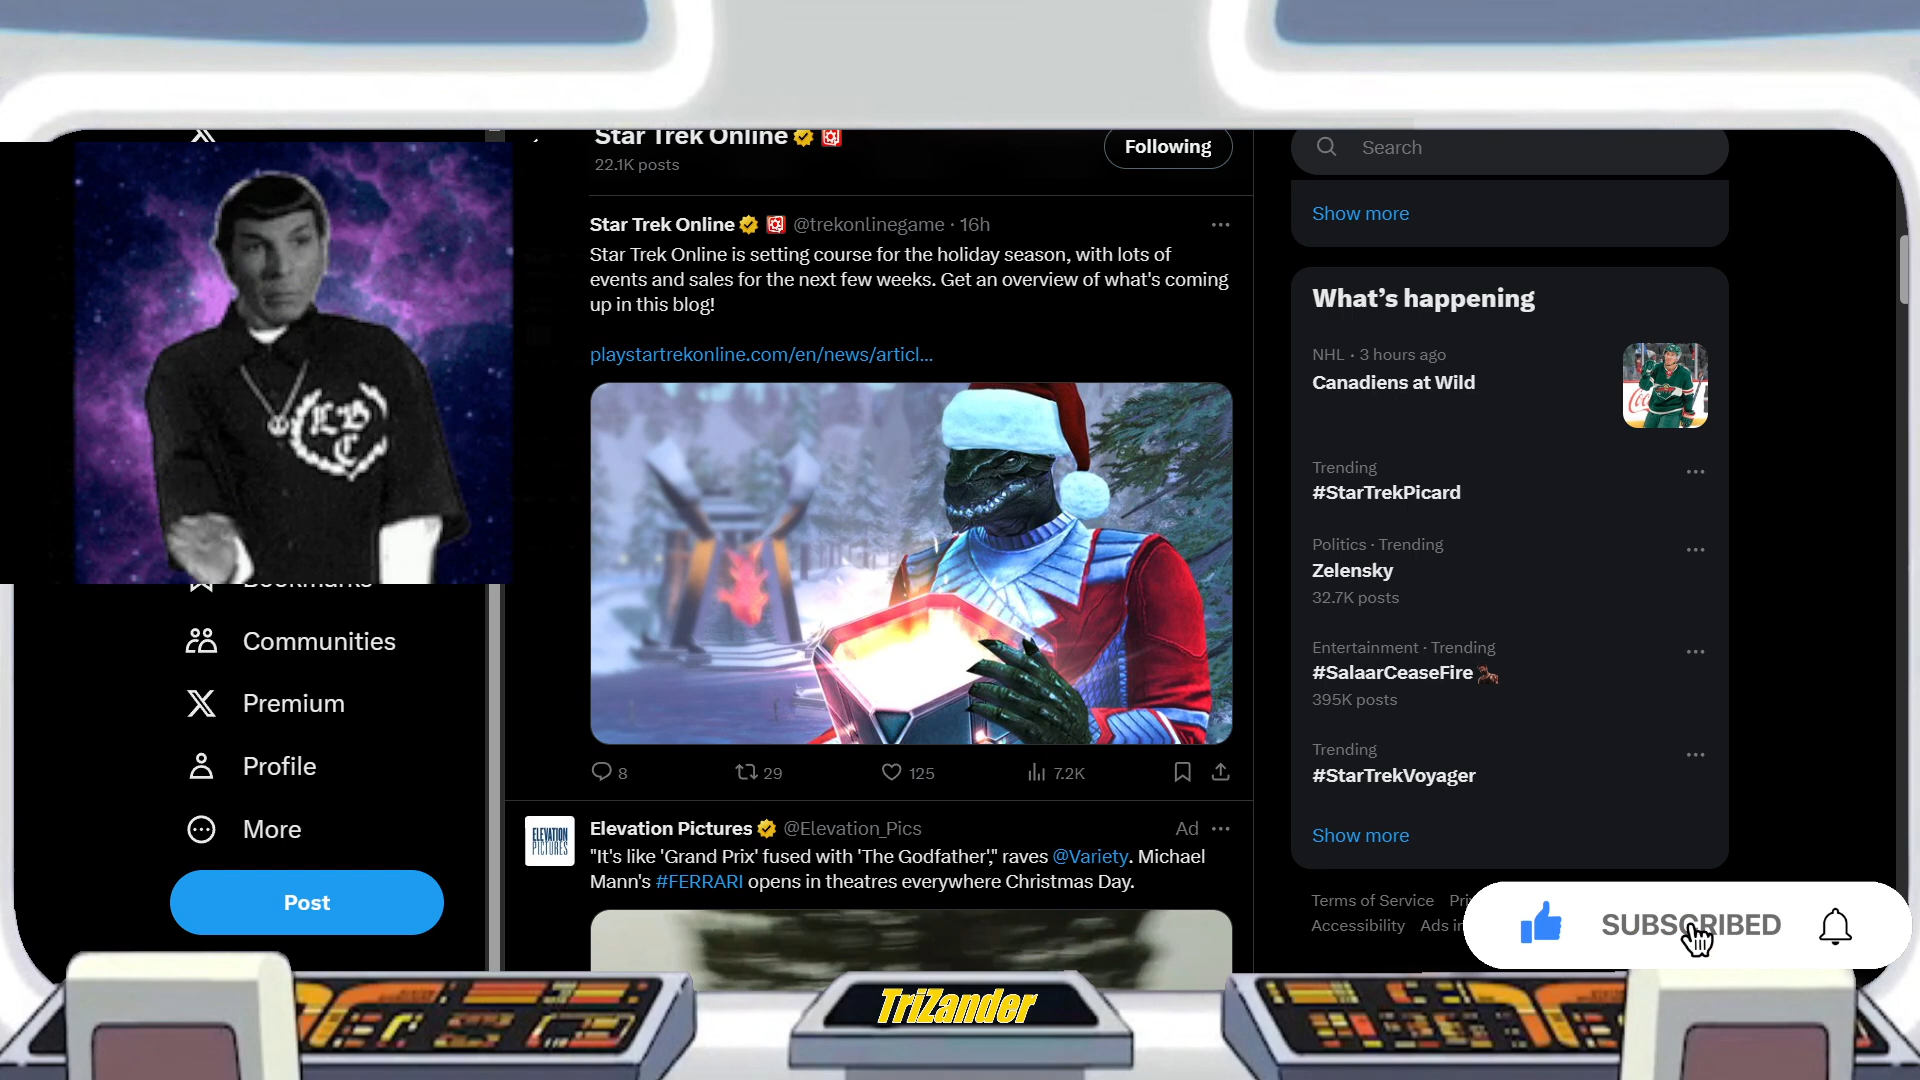 Star Trek Online
22.1K posts
Following
Search
Star Trek Online @trekonlinegame · 16h
Star Trek Online is setting course for the holiday season, with lots of
events and sales for the next few weeks. Get an overview of what's coming
up in this blog!
playstartrekonline.com/en/news/articl...
8
29
125
7.2K
Elevation Pictures @Elevation_Pics
Ad
"It's like 'Grand Prix' fused with 'The Godfather'," raves @Variety. Michael
Mann's #FERRARI opens in theatres everywhere Christmas Day.
ELEVATION
PICTURES
Bookmarks
Communities
Premium
Profile
More
Post
Show more
What's happening
NHL · 3 hours ago
Canadiens at Wild
Trending
#StarTrekPicard
Politics · Trending
Zelensky
32.7K posts
Entertainment · Trending
#SalaarCeaseFire
395K posts
Trending
#StarTrekVoyager
Show more
Terms of Service
Accessibility Ads
SUBSCRIBED
TriZander